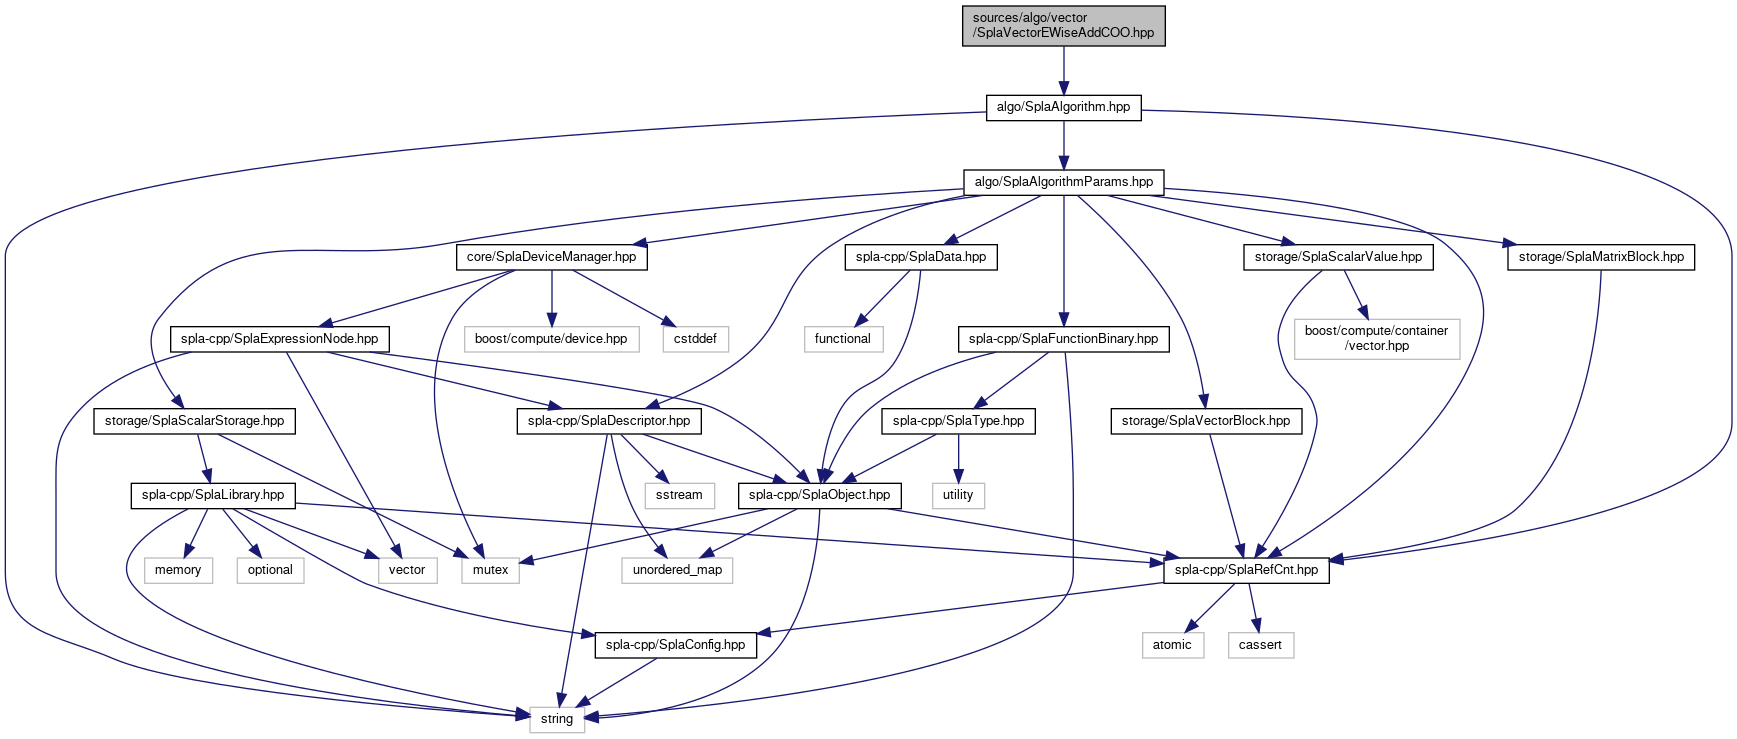 sources/algo/vector
/SplaVectorEWiseAddCOO.hpp
algo/SplaAlgorithm.hpp
algo/SplaAlgorithmParams.hpp
core/SplaDeviceManager.hpp
spla-cpp/SplaData.hpp
storage/SplaScalarValue.hpp
storage/SplaMatrixBlock.hpp
spla-cpp/SplaExpressionNode.hpp
boost/compute/device.hpp
cstddef
functional
spla-cpp/SplaFunctionBinary.hpp
boost/compute/container
/vector.hpp
storage/SplaScalarStorage.hpp
spla-cpp/SplaDescriptor.hpp
spla-cpp/SplaType.hpp
storage/SplaVectorBlock.hpp
spla-cpp/SplaLibrary.hpp
sstream
spla-cpp/SplaObject.hpp
utility
memory
optional
vector
mutex
unordered_map
spla-cpp/SplaRefCnt.hpp
spla-cpp/SplaConfig.hpp
atomic
cassert
string